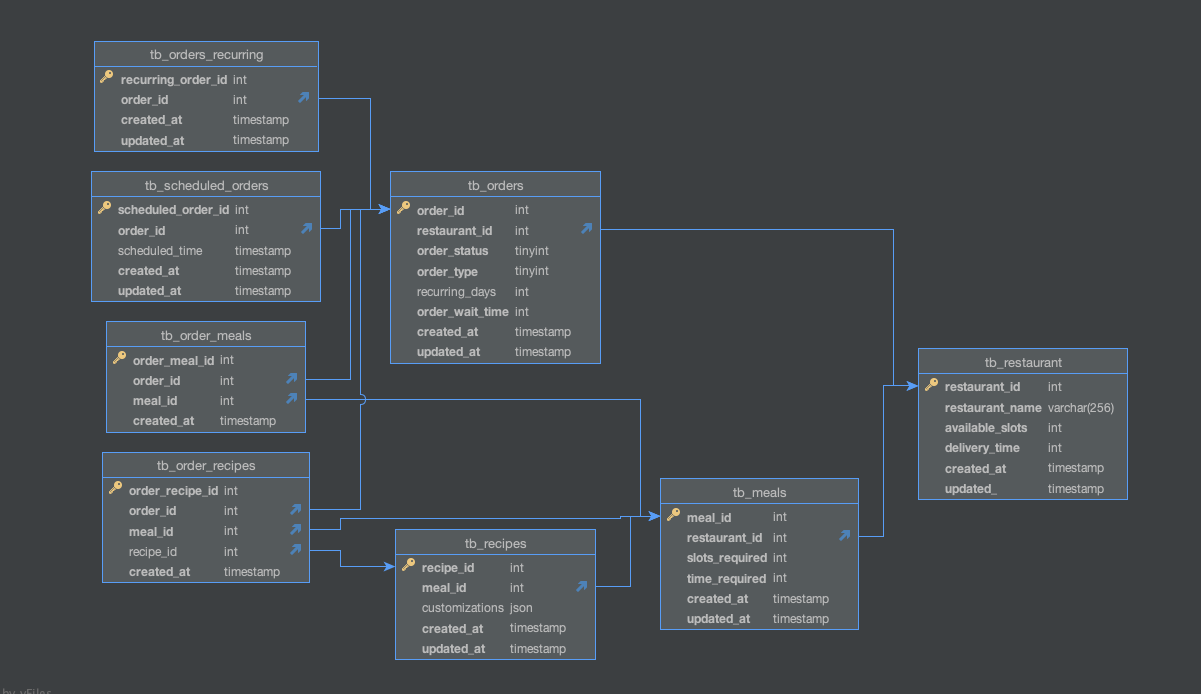 tb_orders_recurring
recurring_order_id int
order_id int
created_at timestamp
updated_at timestamp
tb_scheduled_orders
scheduled_order_id int
order_id int
scheduled_time timestamp
created_at timestamp
updated_at timestamp
tb_orders
order_id int
restaurant_id int
order_status tinyint
order_type tinyint
recurring_days int
order_wait_time int
created_at timestamp
updated_at timestamp
tb_order_meals
order_meal_id int
order_id int
meal_id int
created_at timestamp
tb_restaurant
restaurant_id int
restaurant_name varchar(256)
available_slots int
delivery_time int
created_at timestamp
updated_ timestamp
tb_order_recipes
order_recipe_id int
order_id int
meal_id int
recipe_id int
created_at timestamp
tb_recipes
recipe_id int
meal_id int
customizations json
created_at timestamp
updated_at timestamp
tb_meals
meal_id int
restaurant_id int
slots_required int
time_required int
created_at timestamp
updated_at timestamp
by yFiles